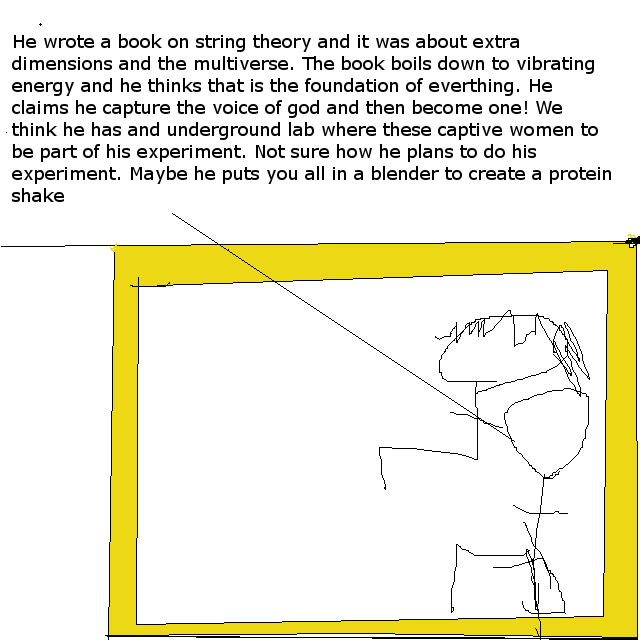 He wrote a book on string theory and it was about extra
dimensions and the multiverse. The book boils down to vibrating
energy and he thinks that is the foundation of everthing. He
claims he capture the voice of god and then become one! We
think he has and underground lab where these captive women to
be part of his experiment. Not sure how he plans to do his
experiment. Maybe he puts you all in a blender to create a protein
shake